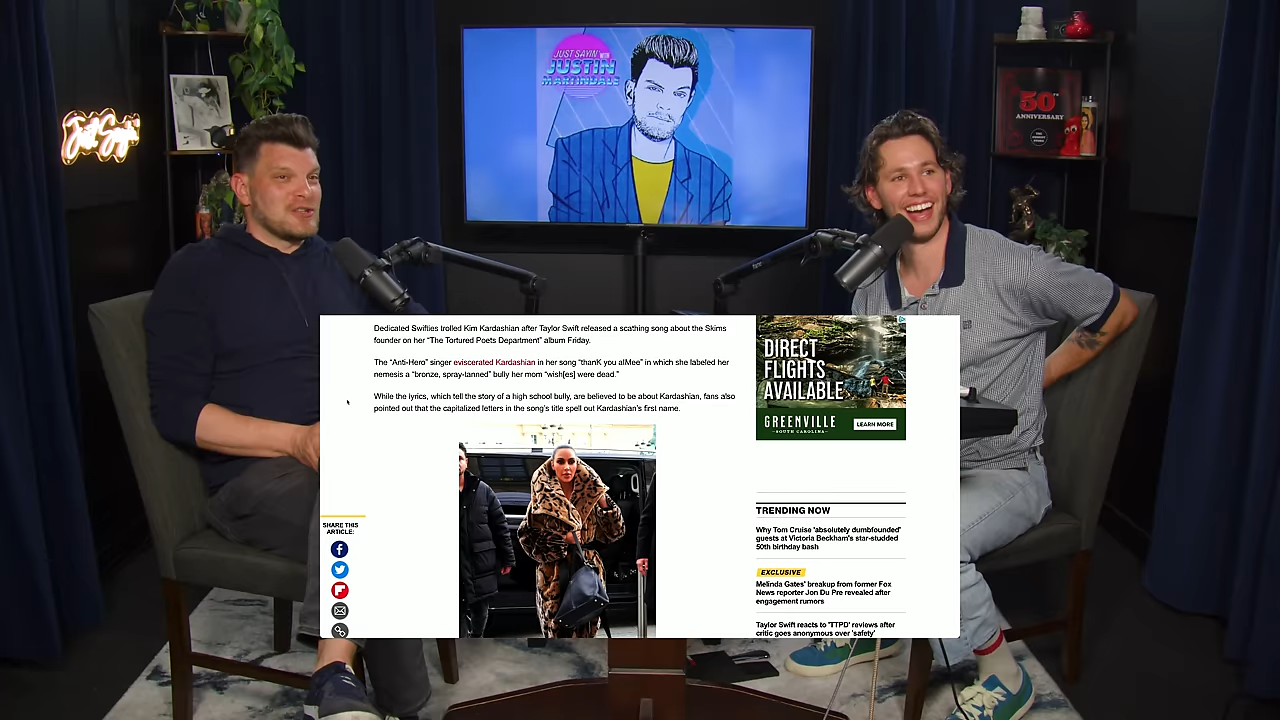 JUST SAYIN' WITH
JUSTIN
MARTINDALE
Just Sayin'
50TH
ANNIVERSARY
Dedicated Swifties trolled Kim Kardashian after Taylor Swift released a scathing song about the Skims
founder on her “The Tortured Poets Department” album Friday.
The “Anti-Hero” singer eviscerated Kardashian in her song “thanK you aIMee” in which she labeled her
nemesis a “bronze, spray-tanned” bully her mom “wish[es] were dead.”
While the lyrics, which tell the story of a high school bully, are believed to be about Kardashian, fans also
pointed out that the capitalized letters in the song's title spell out Kardashian's first name.
SHARE THIS
ARTICLE:
DIRECT
FLIGHTS
AVAILABLE
GREENVILLE
SOUTH CAROLINA
LEARN MORE
TRENDING NOW
Why Tom Cruise 'absolutely dumbfounded'
guests at Victoria Beckham's star-studded
50th birthday bash
EXCLUSIVE
Melinda Gates' breakup from former Fox
News reporter Jon Du Pre revealed after
engagement rumors
Taylor Swift reacts to 'TTPD' reviews after
critic goes anonymous over 'safety'